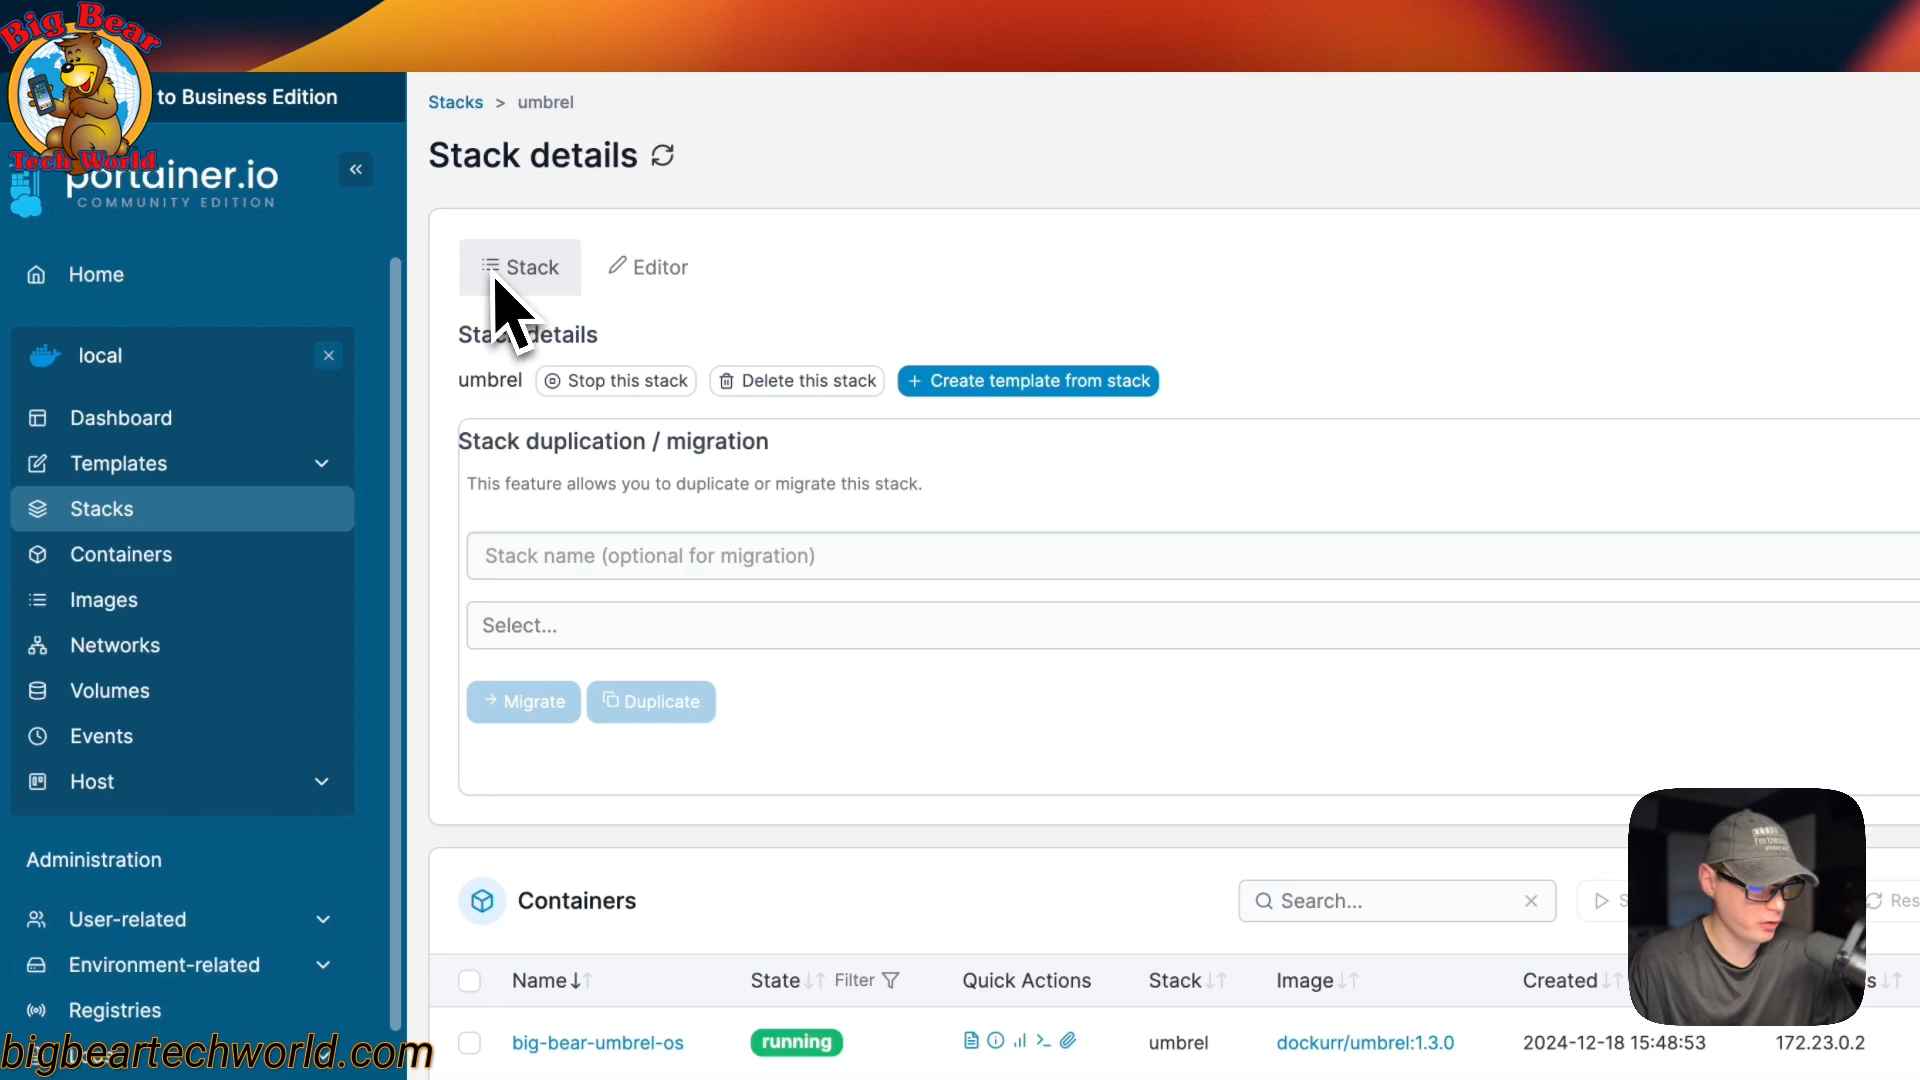 Big Bear
Tech World
to Business Edition
portainer.io
COMMUNITY EDITION
Home
local
Dashboard
Templates
Stacks
Containers
Images
Networks
Volumes
Events
Host
Administration
User-related
Environment-related
Registries
bigbeartechworld.com
Stacks > umbrel
Stack details
Stack
Editor
Stack details
umbrel
Stop this stack
Delete this stack
Create template from stack
Stack duplication / migration
This feature allows you to duplicate or migrate this stack.
Stack name (optional for migration)
Select...
Migrate
Duplicate
Containers
Search...
S
Res
Name
State
Filter
Quick Actions
Stack
Image
Created
s
big-bear-umbrel-os
running
umbrel
dockurr/umbrel:1.3.0
2024-12-18 15:48:53
172.23.0.2